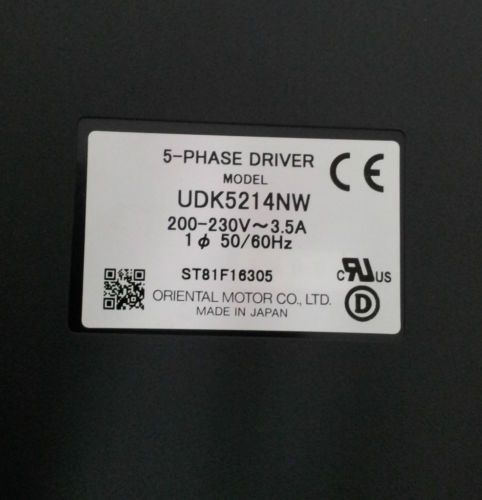 5-PHASE DRIVER
MODEL
UDK5214NW
200-230V～3.5A
1ϕ 50/60Hz
ST81F16305
ORIENTAL MOTOR CO., LTD.
MADE IN JAPAN
CE
C RU US
D